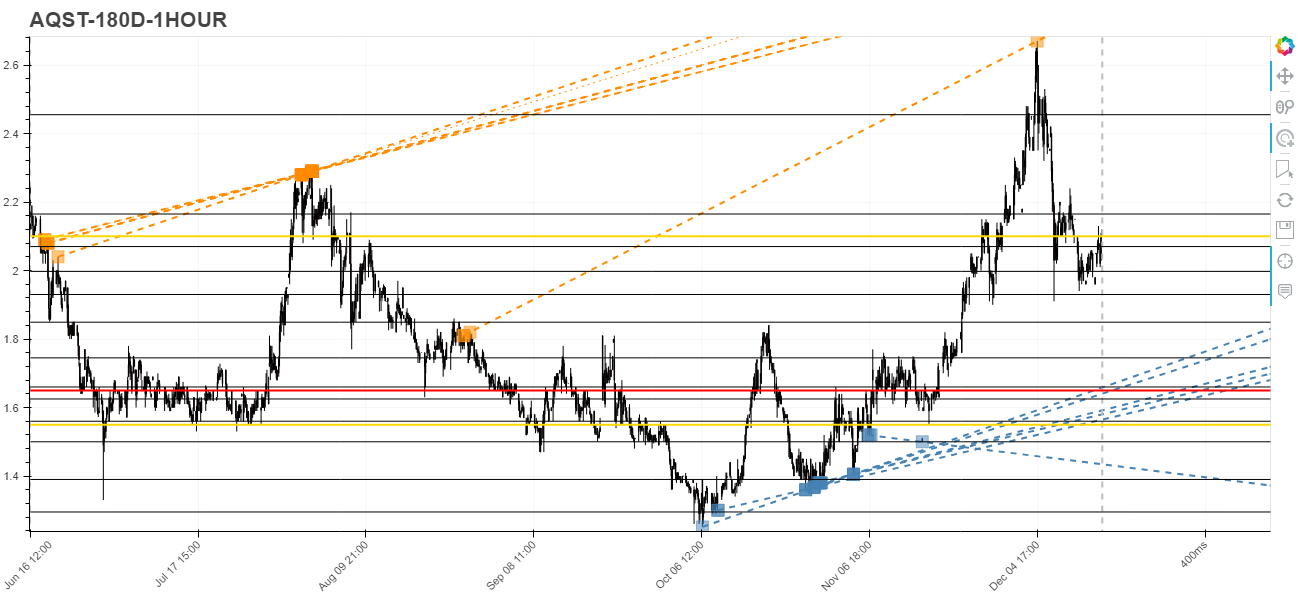 AQST-180D-1HOUR
2.6
2.4
2.2
2
1.8
1.6
1.4
Jun 16 12:00
Jul 17 15:00
Aug 09 21:00
Sep 08 11:00
Oct 06 12:00
Nov 06 18:00
Dec 04 17:00
400ms